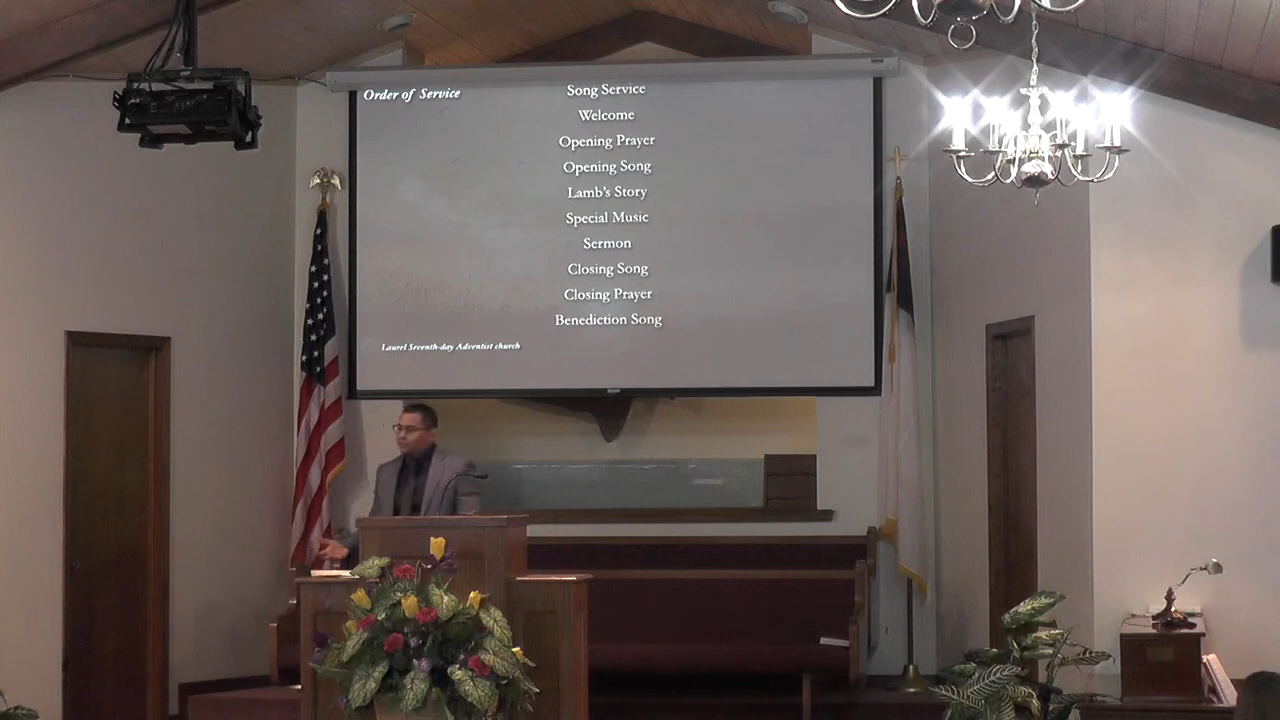 Order of Service
Song Service
Welcome
Opening Prayer
Opening Song
Lamb's Story
Special Music
Sermon
Closing Song
Closing Prayer
Benediction Song
Laurel Seventh-day Adventist church